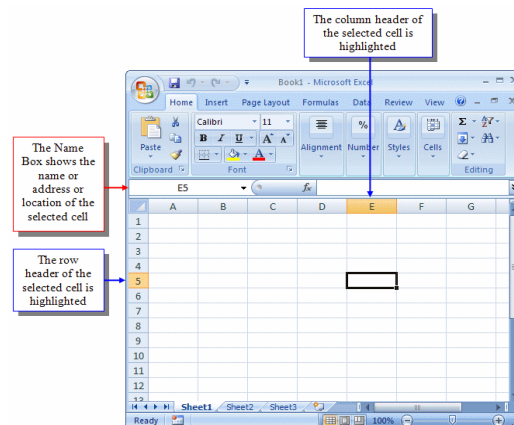 The column header of
the selected cell is
highlighted
Book1 - Microsoft Excel
Home Insert Page Layout Formulas Data Review View
Calibri 11
B I U A A
Paste Alignment Number Styles Cells
Clipboard Font Editing
The Name
Box shows the
name or
address or
location of the
selected cell
E5 fx
A B C D E F G
1
2
3
4
5
6
7
8
9
10
11
12
13
The row
header of the
selected cell is
highlighted
Sheet1 Sheet2 Sheet3
Ready 100%